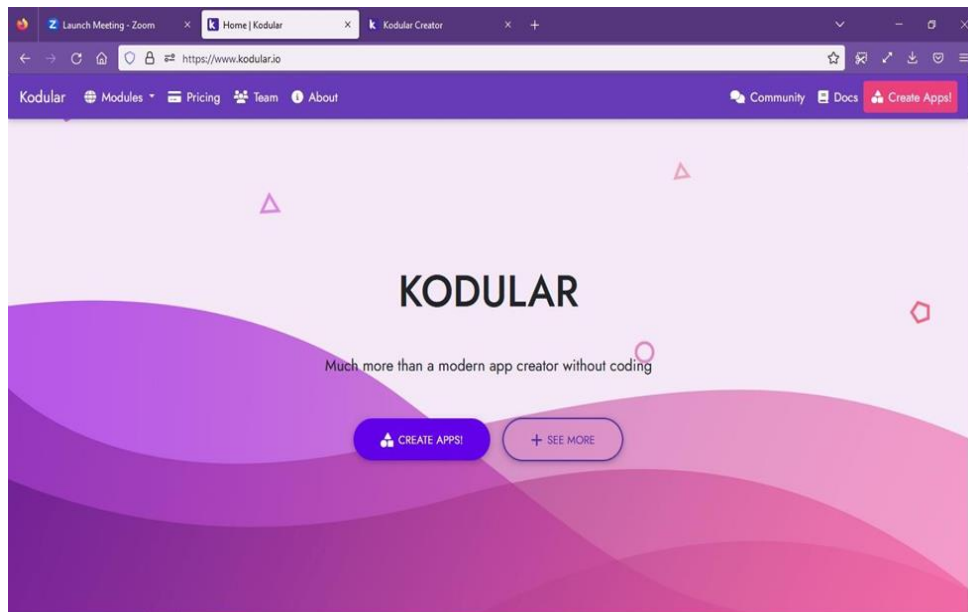 Launch Meeting - Zoom
Home | Kodular
Kodular Creator
https://www.kodular.io
Kodular Modules Pricing Team About Community Docs Create Apps!
KODULAR
Much more than a modern app creator without coding
CREATE APPS! SEE MORE